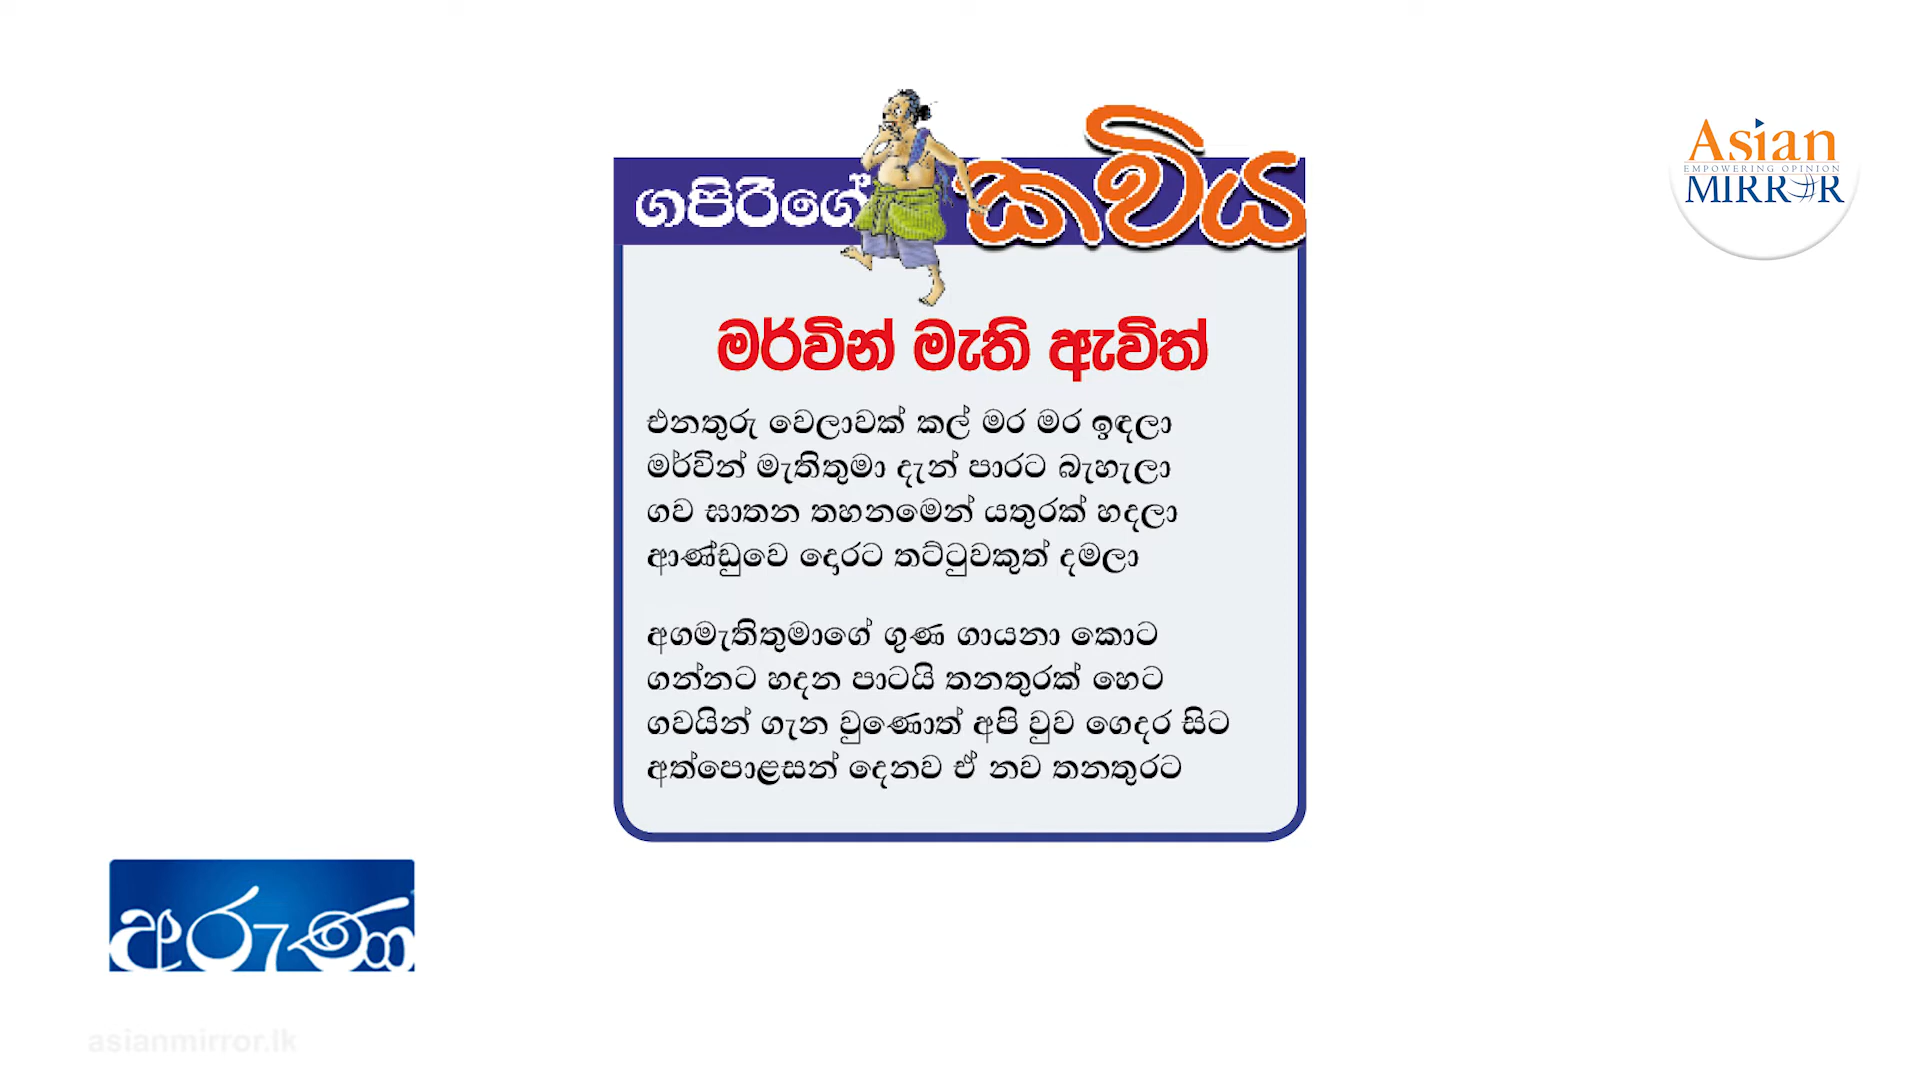 Asian
EMPOWERING OPINION
MIRROR
ගපිරිගේ කවිය
මර්වින් මැති ඇවිත්
එනතුරු වෙලාවක් කල් මර මර ඉඳලා
මර්වින් මැතිතුමා දැන් පාරට බැහැලා
ගව ඝාතන තහනමෙන් යතුරක් හදලා
ආණ්ඩුවෙ දොරට තට්ටුවකුත් දමලා
අගමැතිතුමාගේ ගුණ ගායනා කොට
ගන්නට හදන පාටයි තනතුරක් හෙට
ගවයින් ගැන වුණොත් අපි වුව ගෙදර සිට
අත්පොළසන් දෙනව ඒ නව තනතුරට
අරුණ
asianmirror.lk